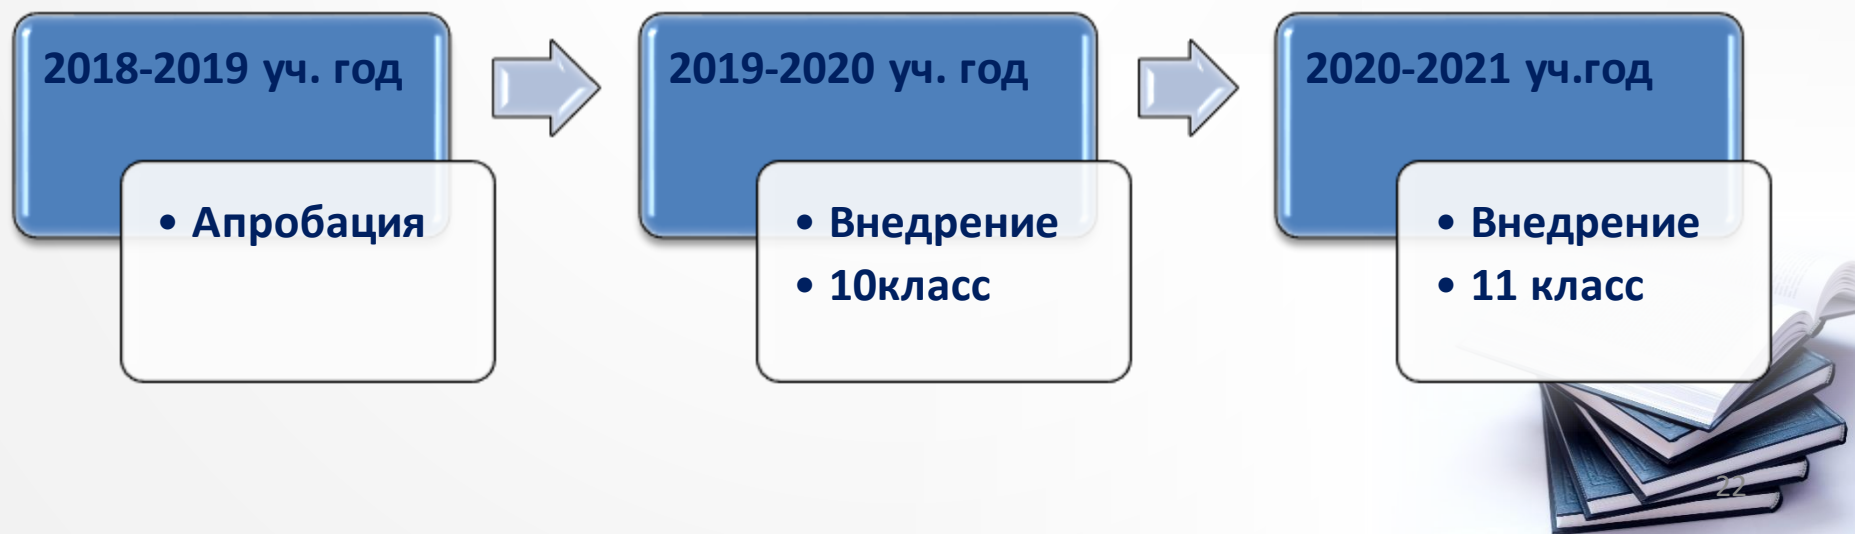 2018-2019 уч. год
• Апробация
2019-2020 уч. год
• Внедрение
• 10класс
2020-2021 уч.год
• Внедрение
• 11 класс
22